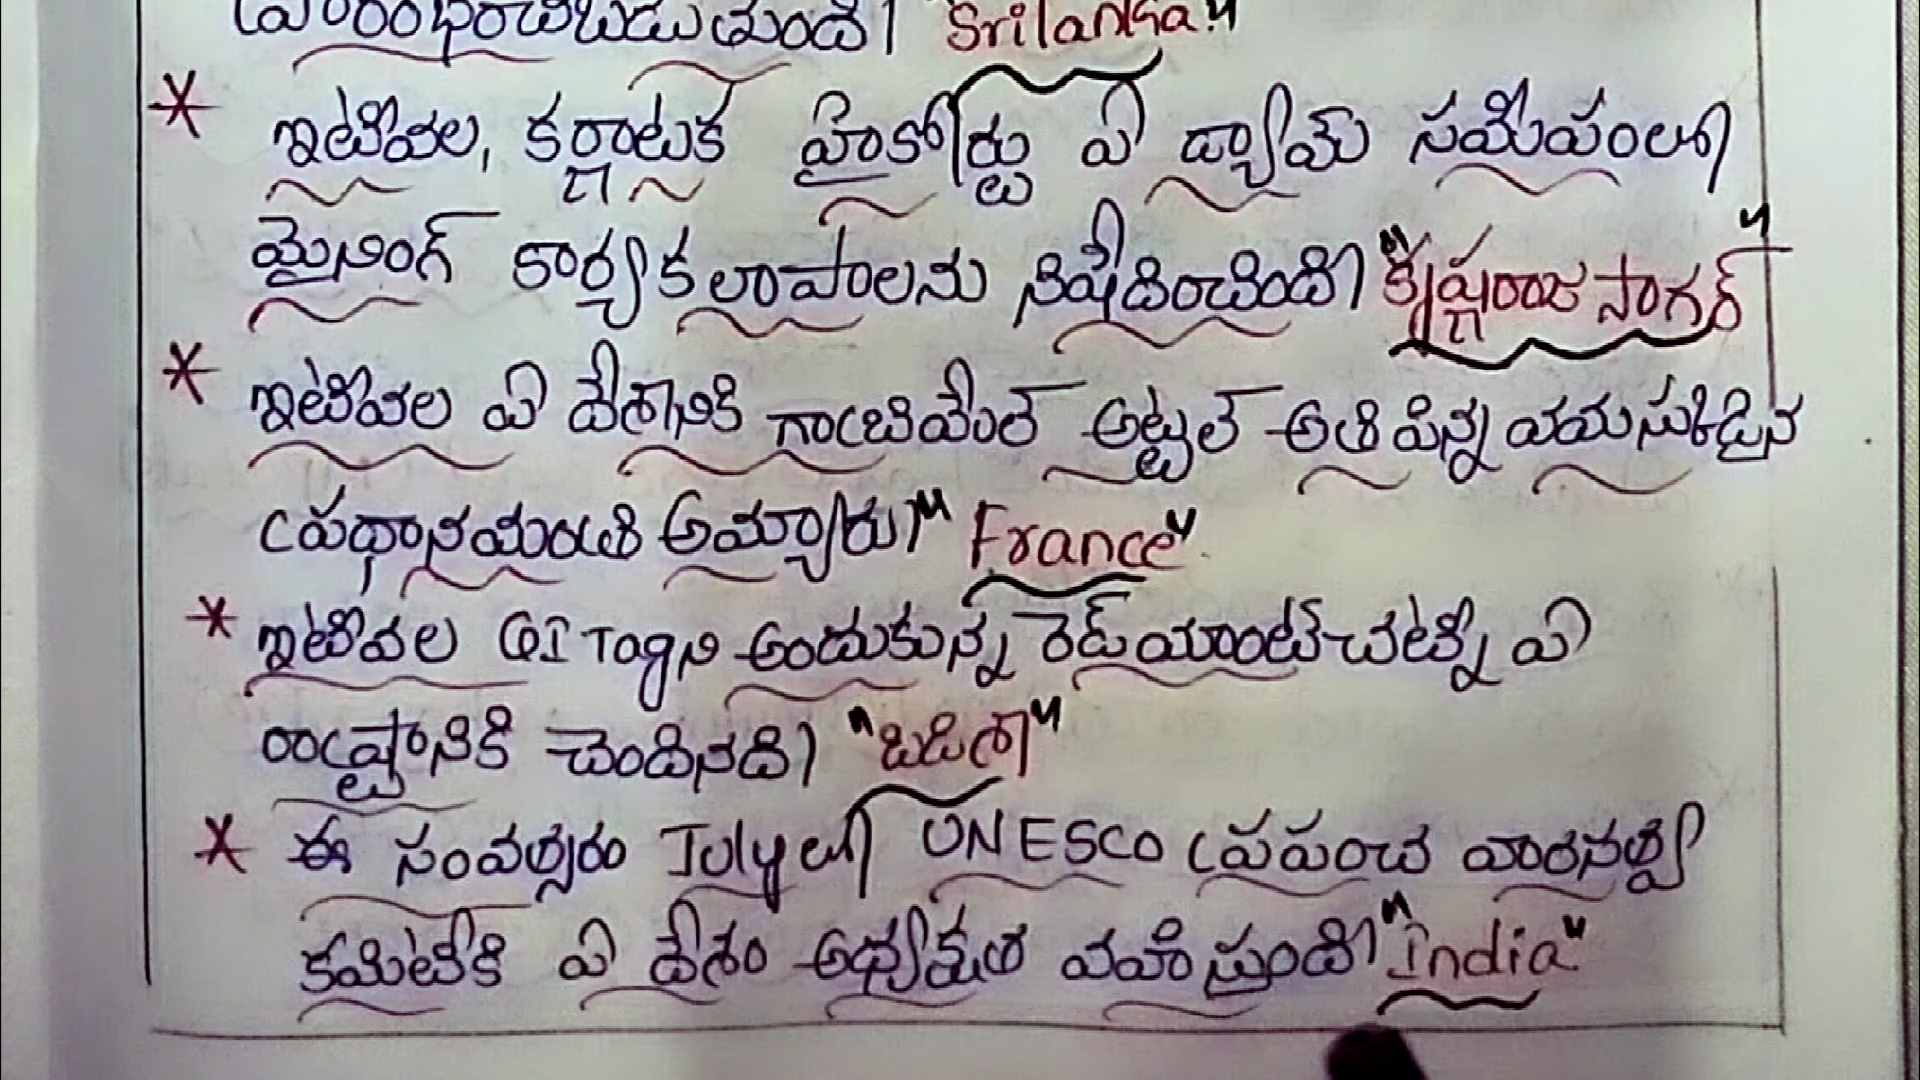 ప్రారంభించబడుతుంది। "Srilanka"
* ఇటీవల, కర్ణాటక హైకోర్టు ఏ డ్యామ్ సమీపంలో
మైనింగ్ కార్యకలాపాలను నిషేదించింది। "కృష్ణరాజ సాగర్"
* ఇటీవల ఏ దేశానికి గాబ్రియేల్ అట్టల్ అతి పిన్న వయస్కుడైన
ప్రధానమంత్రి అయ్యారు। "France"
* ఇటీవల GI Tagని అందుకున్న రెడ్ యాంట్ చట్నీ ఏ
రాష్ట్రానికి చెందినది। "ఒడిశా"
* ఈ సంవత్సరం Julyలో UNESCO ప్రపంచ వారసత్వ
కమిటీకి ఏ దేశం అధ్యక్షత వహిస్తుంది। "India"